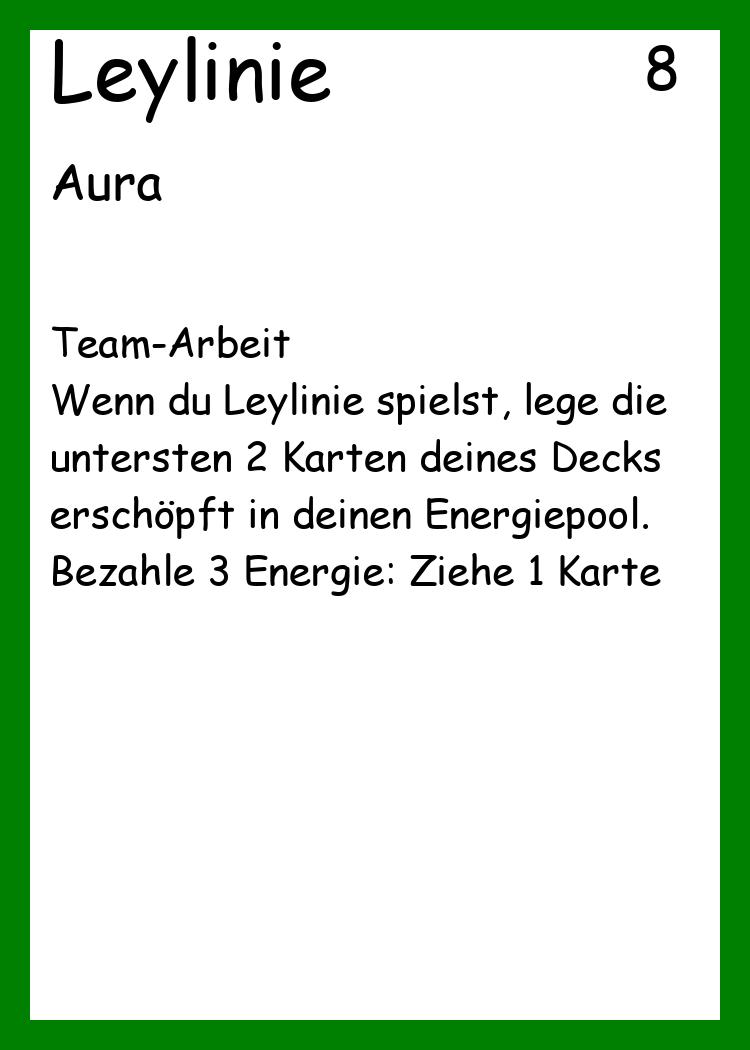 Leylinie 8
Aura
Team-Arbeit
Wenn du Leylinie spielst, lege die
untersten 2 Karten deines Decks
erschöpft in deinen Energiepool.
Bezahle 3 Energie: Ziehe 1 Karte